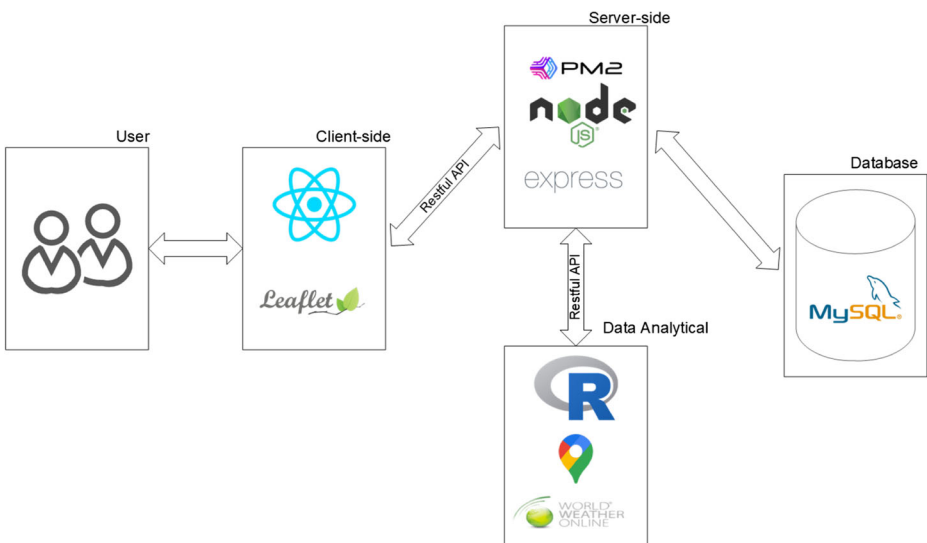 Server-side
PM2
node
JS
express
User
Client-side
Restful API
Leaflet
Database
MySQL
Restful API
Data Analytical
R
WORLD
WEATHER
ONLINE